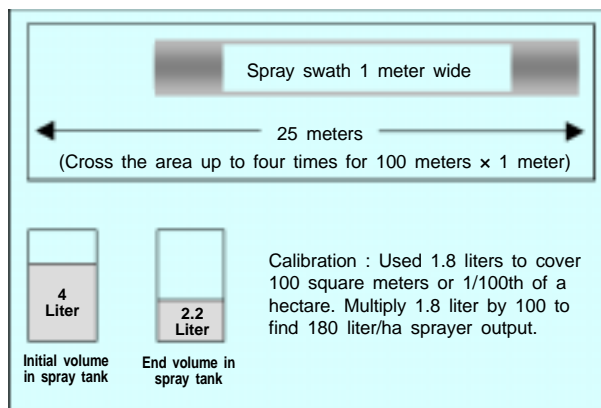 Spray swath 1 meter wide
25 meters
(Cross the area up to four times for 100 meters × 1 meter)
4
Liter
2.2
Liter
Initial volume
in spray tank
End volume in
spray tank
Calibration : Used 1.8 liters to cover
100 square meters or 1/100th of a
hectare. Multiply 1.8 liter by 100 to
find 180 liter/ha sprayer output.